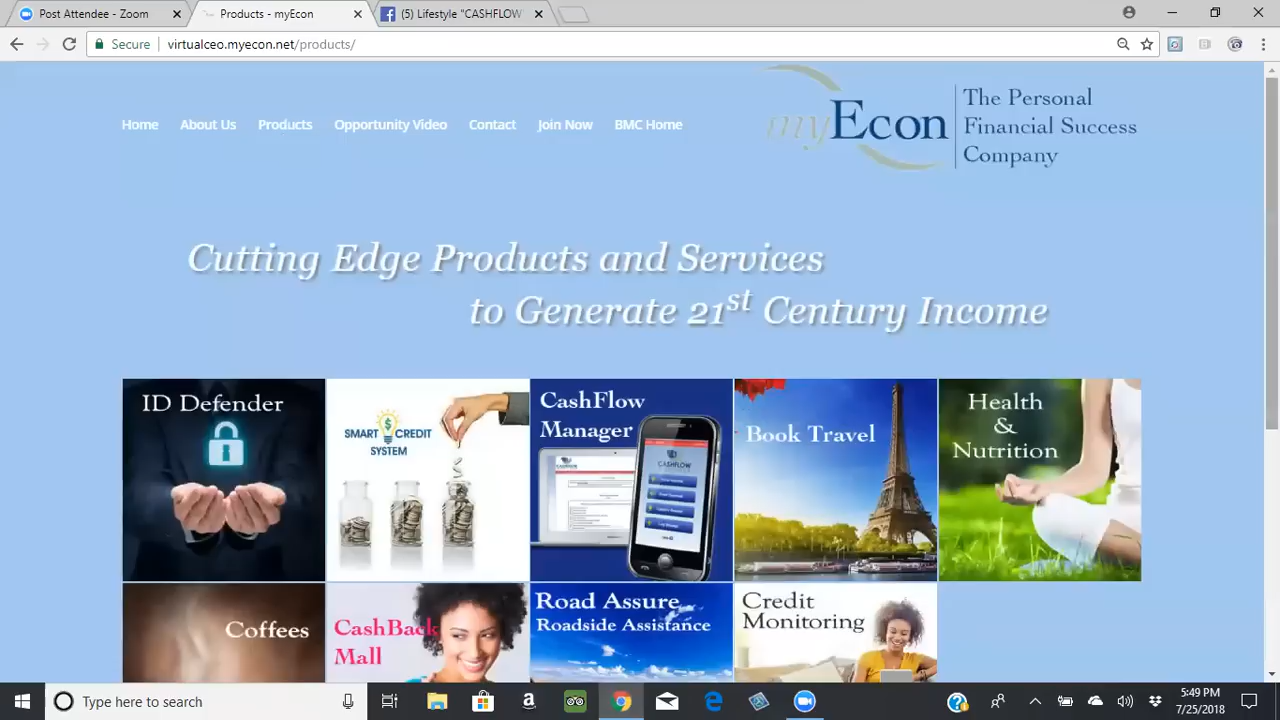 Post Attendee - Zoom
Products - myEcon
(5) Lifestyle "CASHFLOW"
Secure
virtualceo.myecon.net/products/
Home
About Us
Products
Opportunity Video
Contact
Join Now
BMC Home
myEcon
The Personal
Financial Success
Company
Cutting Edge Products and Services
to Generate 21st Century Income
ID Defender
SMART CREDIT
SYSTEM
CashFlow
Manager
CASHFLOW
Book Travel
Health
&
Nutrition
Coffees
CashBack
Mall
Road Assure
Roadside Assistance
Credit
Monitoring
Type here to search
5:49 PM
7/25/2018